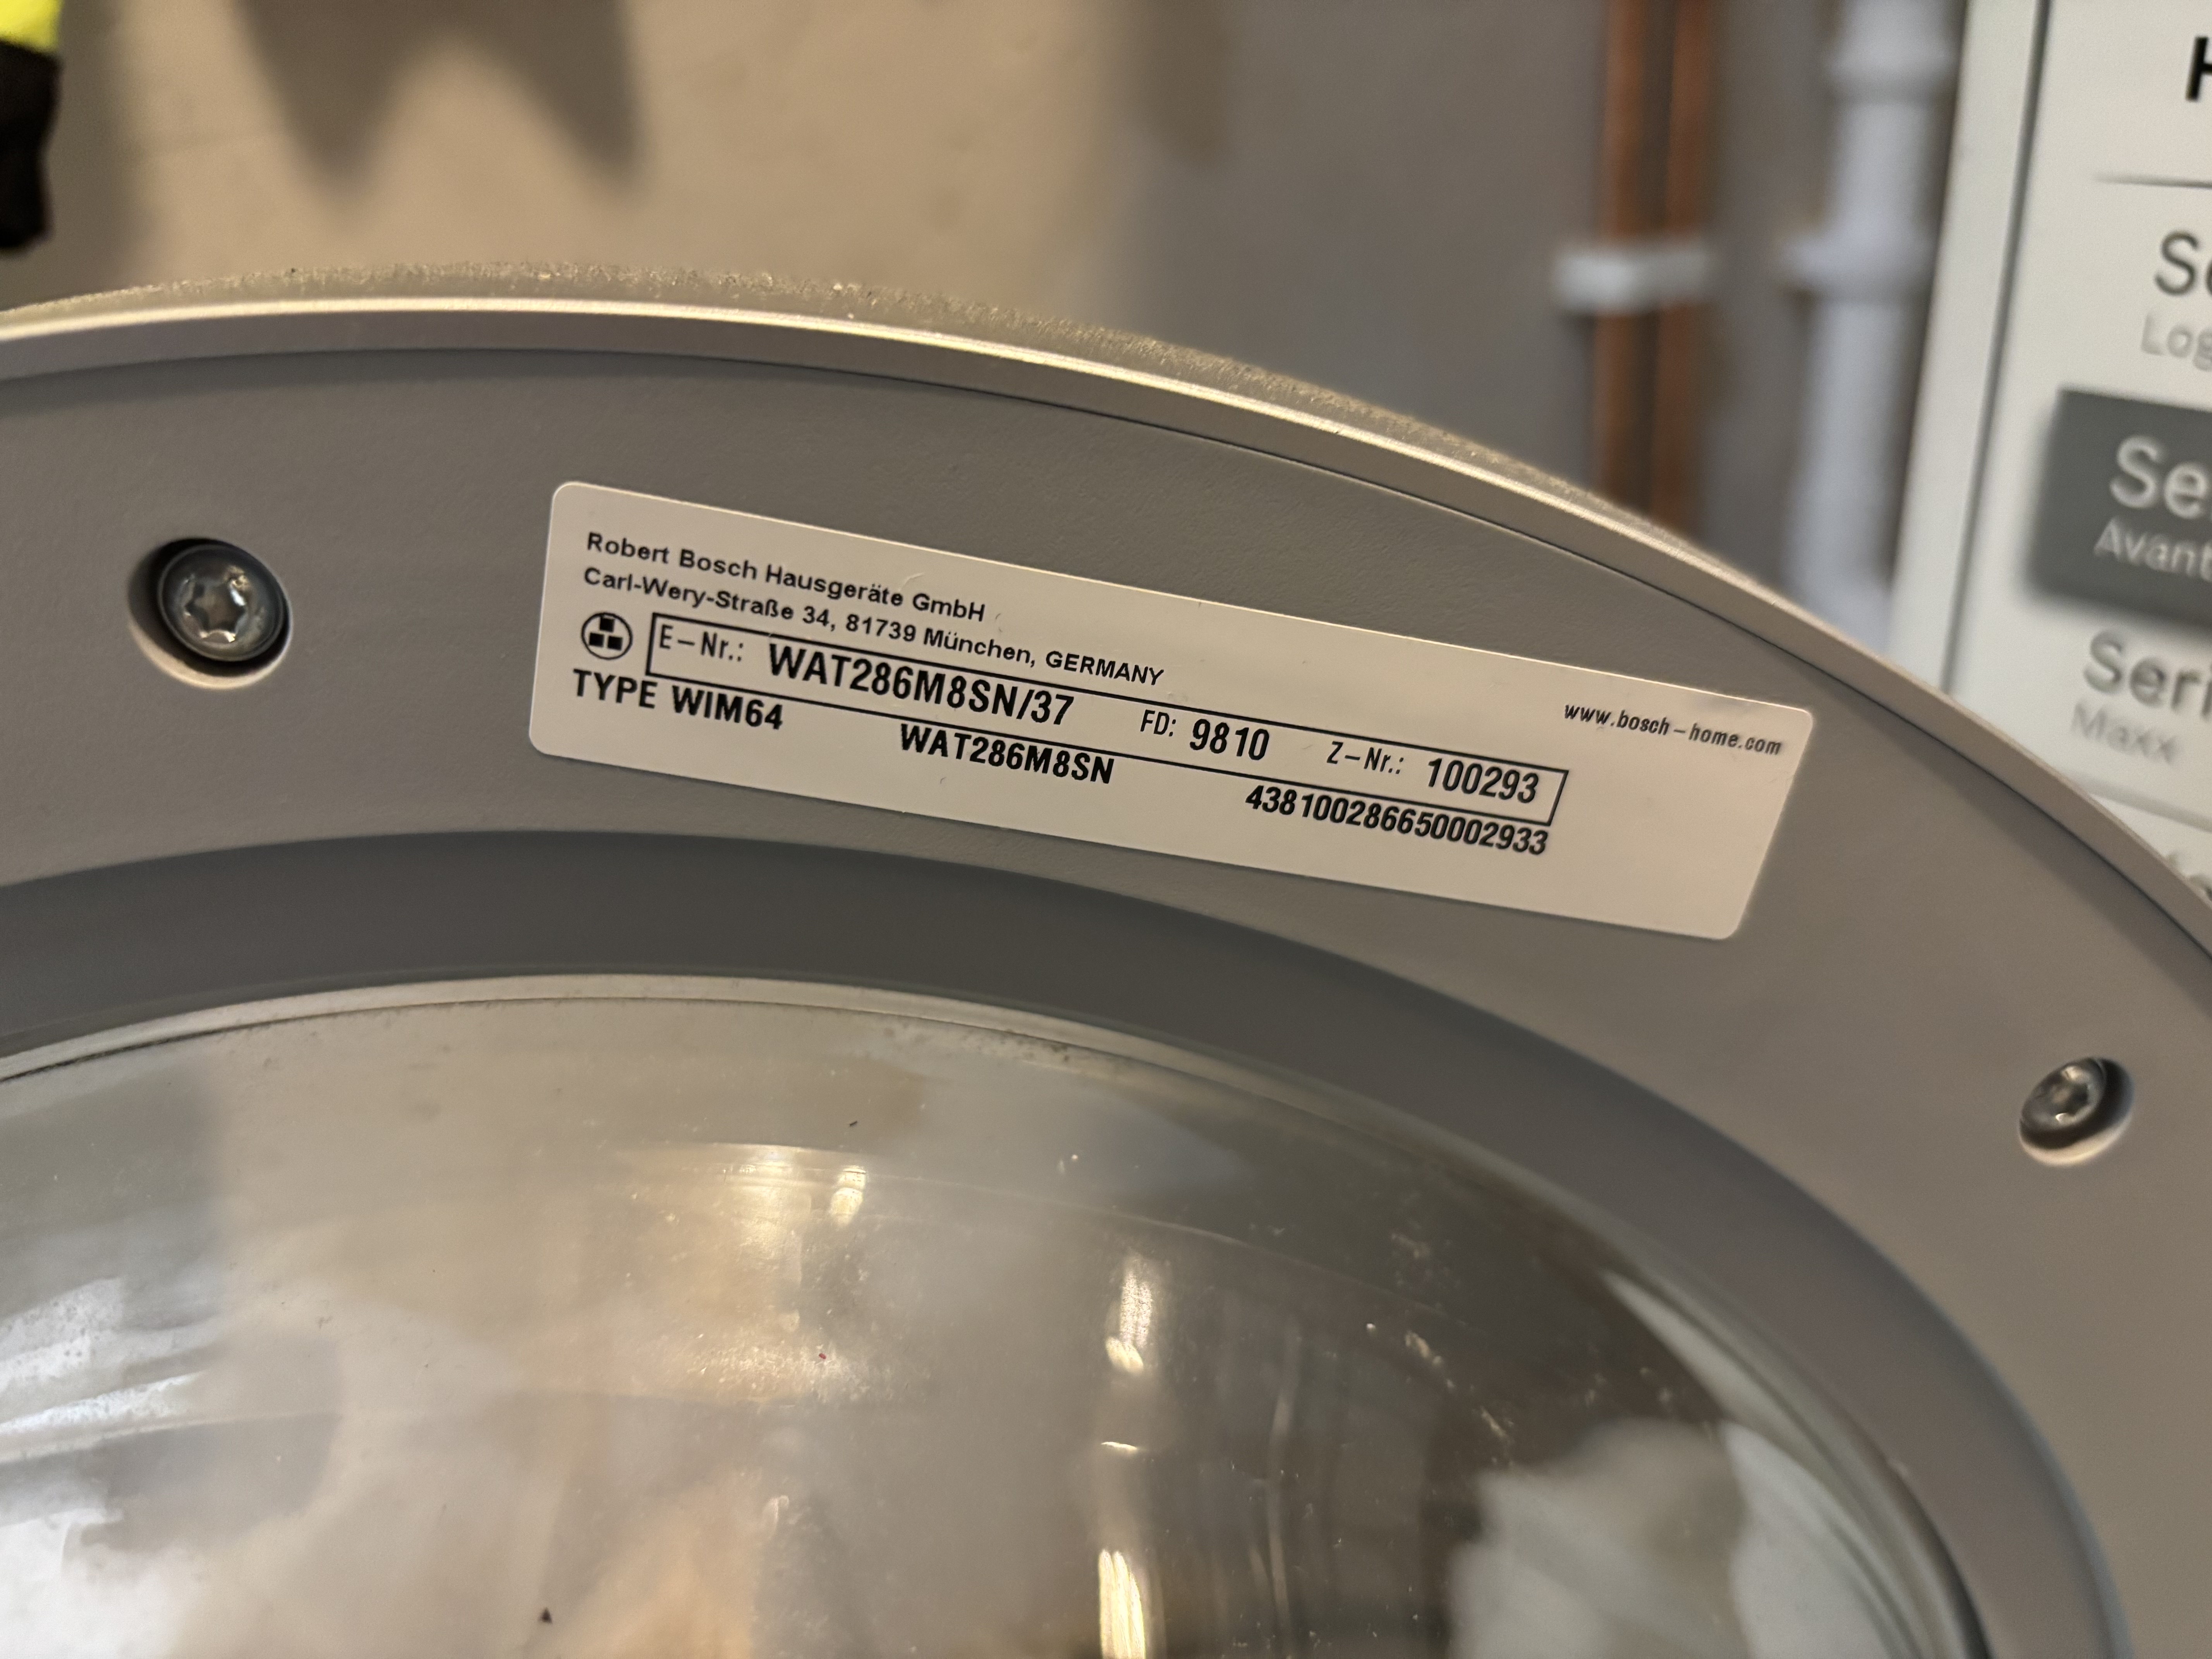 Robert Bosch Hausgeräte GmbH
Carl-Wery-Straße 34, 81739 München, GERMANY
www.bosch-home.com
E-Nr.: WAT286M8SN/37 FD: 9810 Z-Nr.: 100293
TYPE WIM64 WAT286M8SN 438100286650002933
Maxx